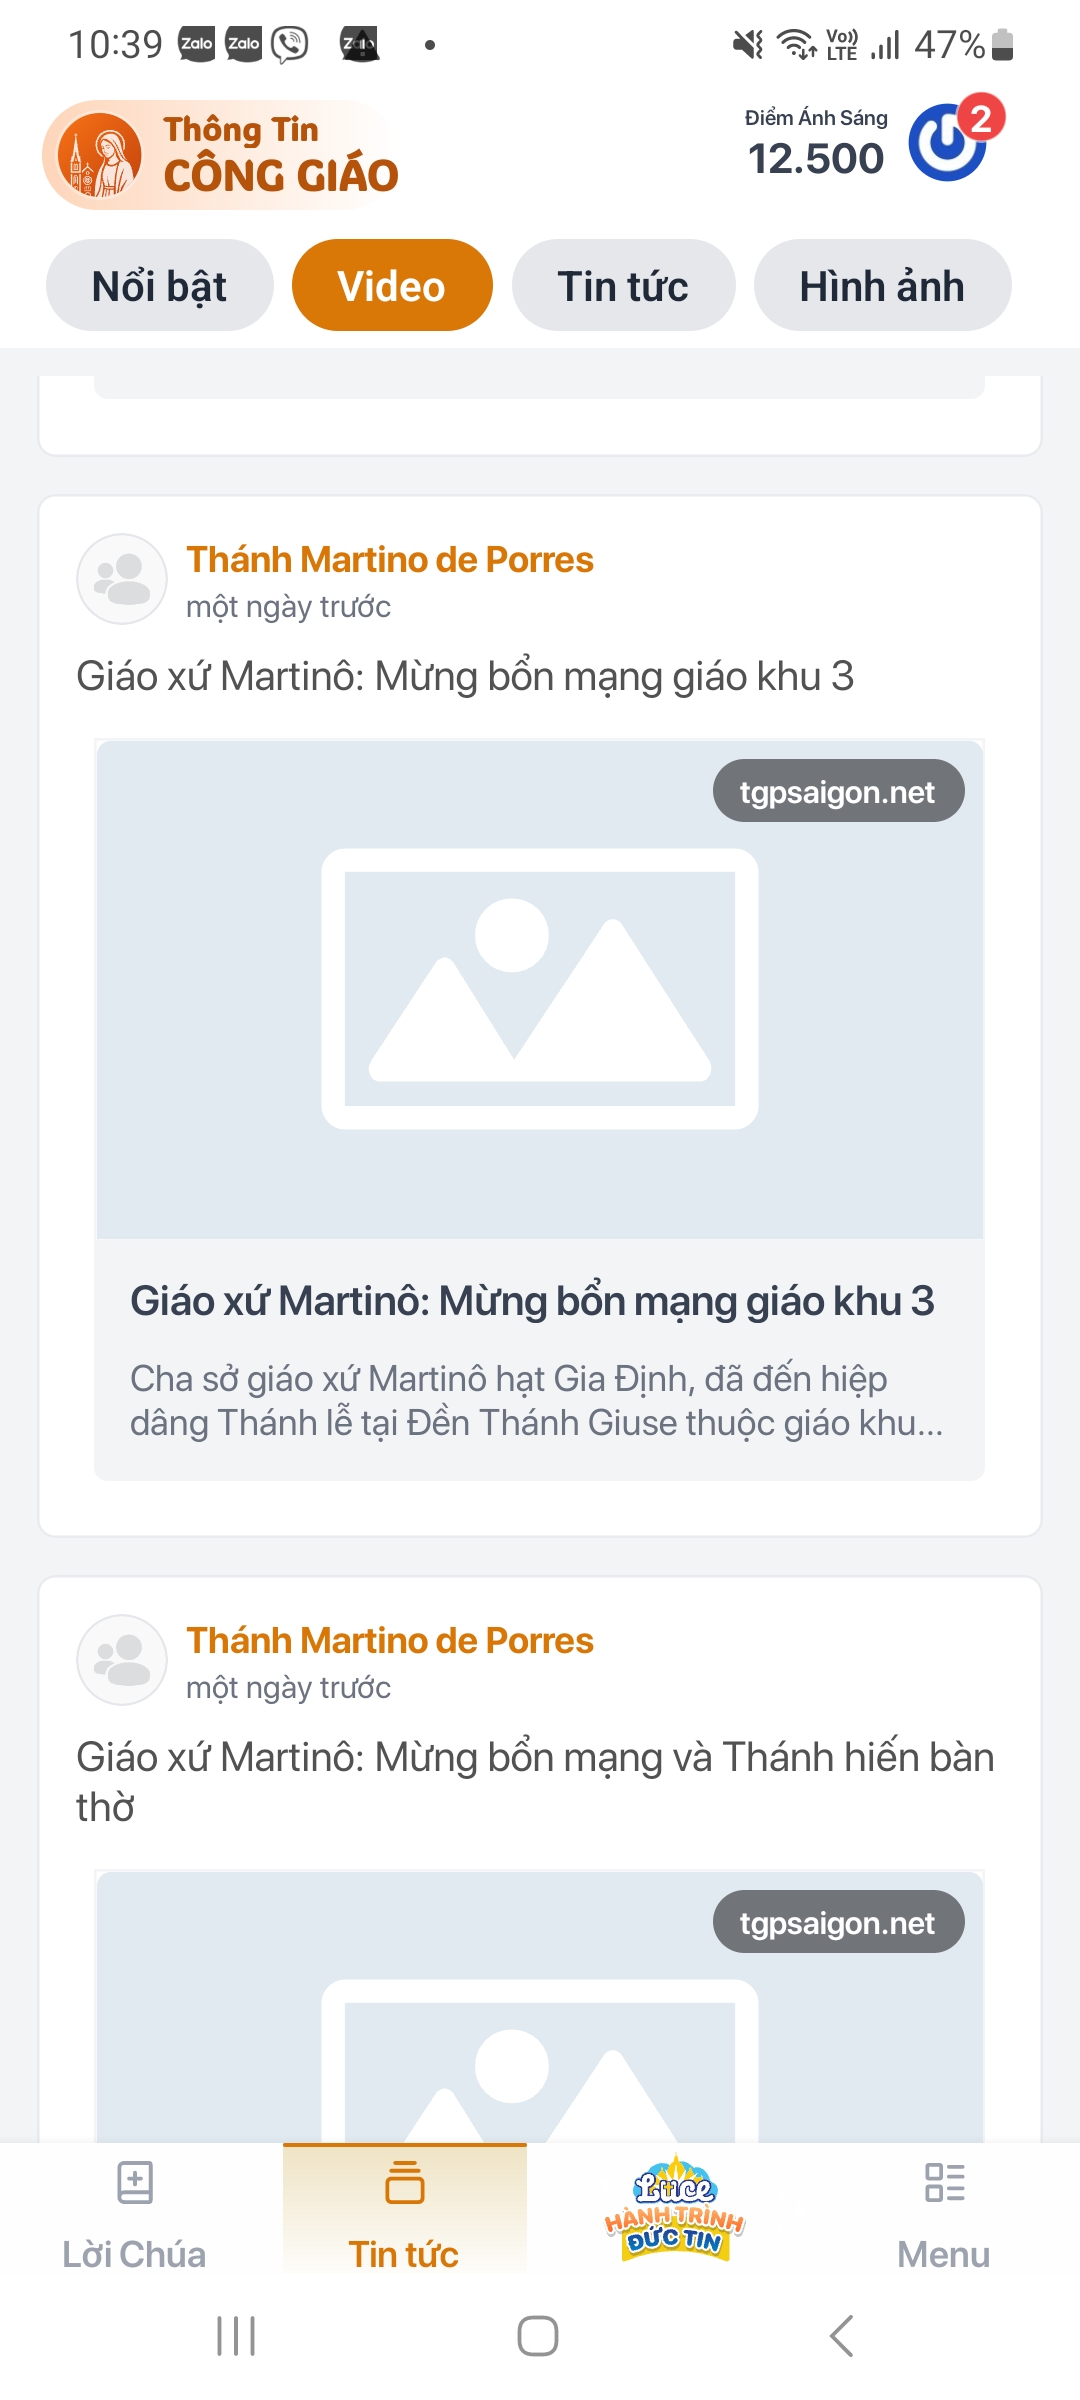 10:39 Zalo Zalo Zalo Vo)) LTE 47%
Thông Tin
CÔNG GIÁO
Điểm Ánh Sáng
12.500
2
Nổi bật Video Tin tức Hình ảnh
Thánh Martino de Porres
một ngày trước
Giáo xứ Martinô: Mừng bổn mạng giáo khu 3
tgpsaigon.net
Giáo xứ Martinô: Mừng bổn mạng giáo khu 3
Cha sở giáo xứ Martinô hạt Gia Định, đã đến hiệp
dâng Thánh lễ tại Đền Thánh Giuse thuộc giáo khu...
Thánh Martino de Porres
một ngày trước
Giáo xứ Martinô: Mừng bổn mạng và Thánh hiến bàn
thờ
tgpsaigon.net
Luce
HÀNH TRÌNH
ĐỨC TIN
Lời Chúa Tin tức Menu